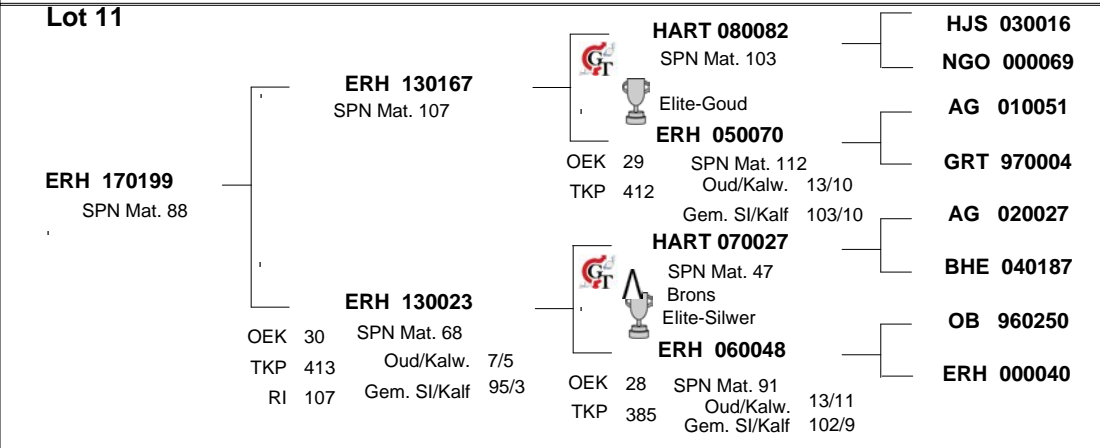 Lot 11
HART 080082
SPN Mat. 103
HJS 030016
NGO 000069
ERH 130167
SPN Mat. 107
GT
Elite-Goud
ERH 050070
OEK 29
SPN Mat. 112
TKP 412
Oud/Kalw. 13/10
Gem. SI/Kalf 103/10
AG 010051
GRT 970004
ERH 170199
SPN Mat. 88
HART 070027
SPN Mat. 47
GT
Brons
Elite-Silwer
AG 020027
BHE 040187
ERH 130023
SPN Mat. 68
OEK 30
TKP 413
Oud/Kalw. 7/5
RI 107
Gem. SI/Kalf 95/3
ERH 060048
OEK 28
SPN Mat. 91
TKP 385
Oud/Kalw. 13/11
Gem. SI/Kalf 102/9
OB 960250
ERH 000040